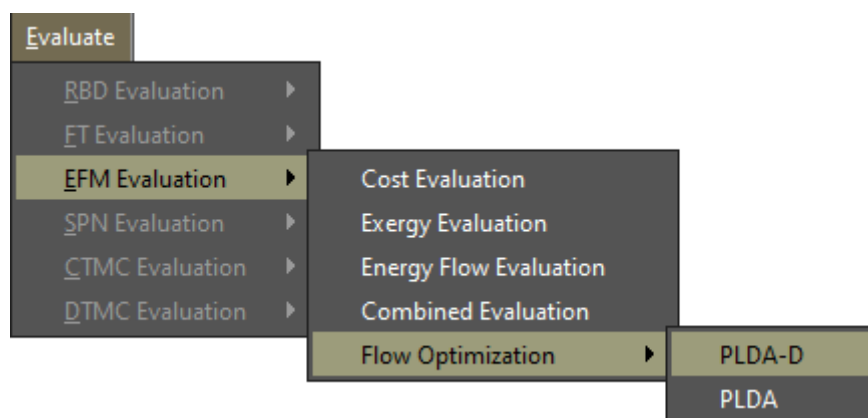 Evaluate
RBD Evaluation
FT Evaluation
EFM Evaluation
SPN Evaluation
CTMC Evaluation
DTMC Evaluation
Cost Evaluation
Exergy Evaluation
Energy Flow Evaluation
Combined Evaluation
Flow Optimization
PLDA-D
PLDA